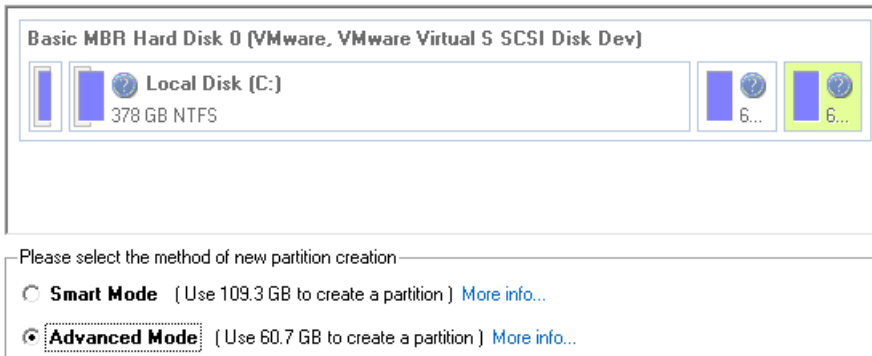 Basic MBR Hard Disk 0 (VMware, VMware Virtual S SCSI Disk Dev)
? Local Disk (C:) ? ?
378 GB NTFS 6... 6...
Please select the method of new partition creation
Smart Mode ( Use 109.3 GB to create a partition ) More info...
Advanced Mode ( Use 60.7 GB to create a partition ) More info...